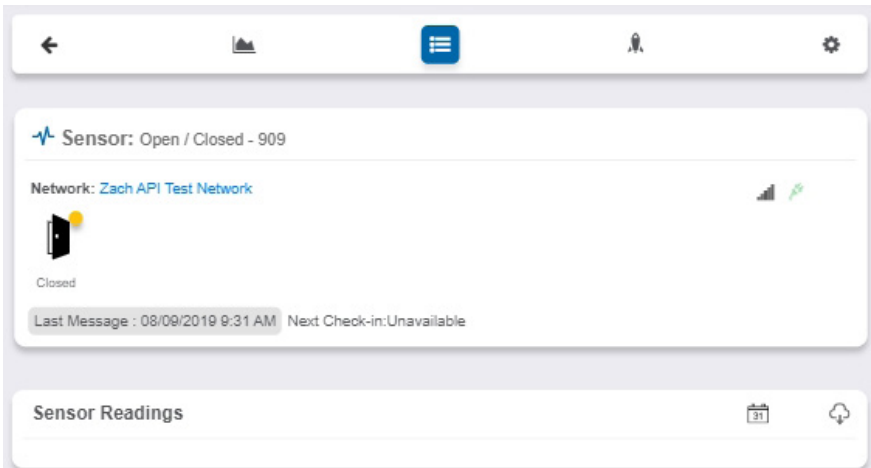 Sensor: Open / Closed - 909
Network: Zach API Test Network
Closed
Last Message : 08/09/2019 9:31 AM Next Check-in:Unavailable
Sensor Readings
31